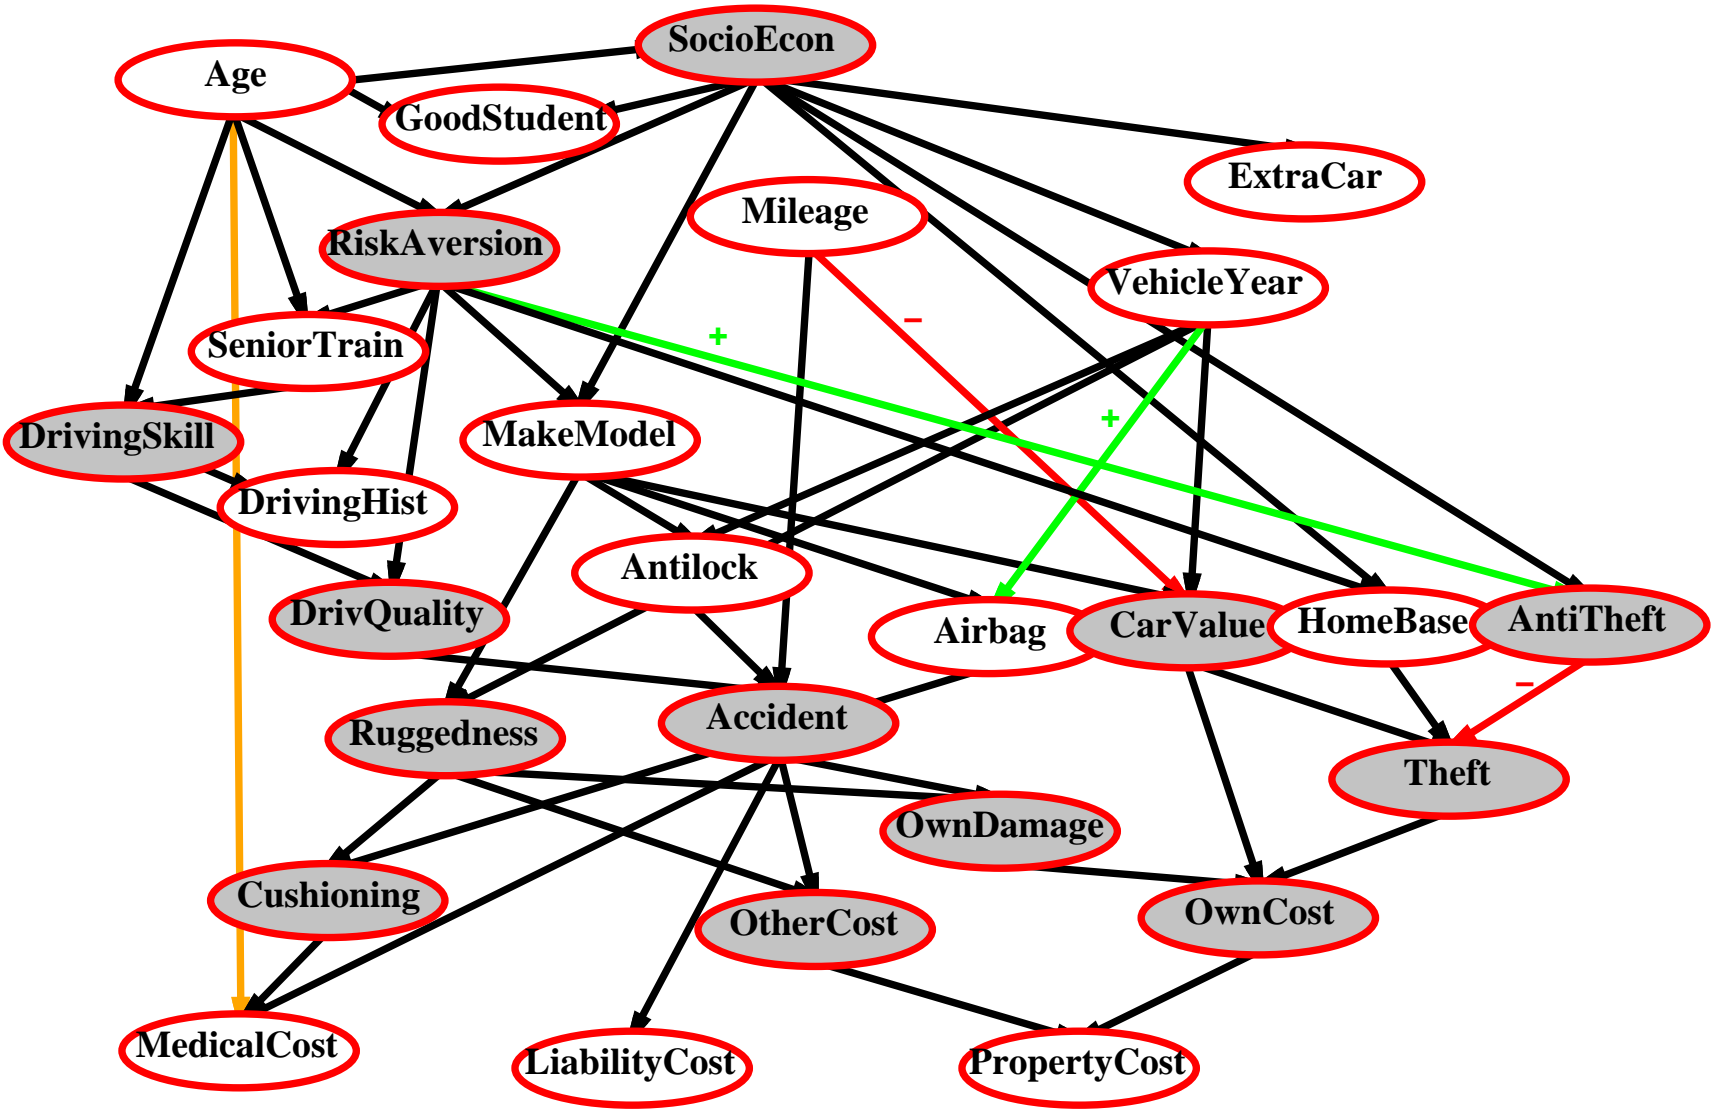 SocioEcon
Age
GoodStudent
ExtraCar
Mileage
RiskAversion
VehicleYear
−
+
SeniorTrain
+
DrivingSkill
MakeModel
DrivingHist
Antilock
DrivQuality
Airbag
CarValue
HomeBase
AntiTheft
−
Ruggedness
Accident
Theft
OwnDamage
Cushioning
OtherCost
OwnCost
MedicalCost
LiabilityCost
PropertyCost